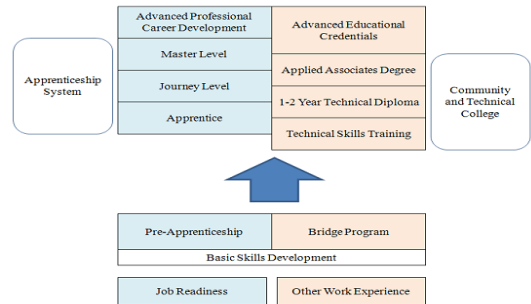 Apprenticeship
System
Advanced Professional
Career Development
Master Level
Journey Level
Apprentice
Advanced Educational
Credentials
Applied Associates Degree
1-2 Year Technical Diploma
Technical Skills Training
Community
and Technical
College
Pre-Apprenticeship
Bridge Program
Basic Skills Development
Job Readiness
Other Work Experience